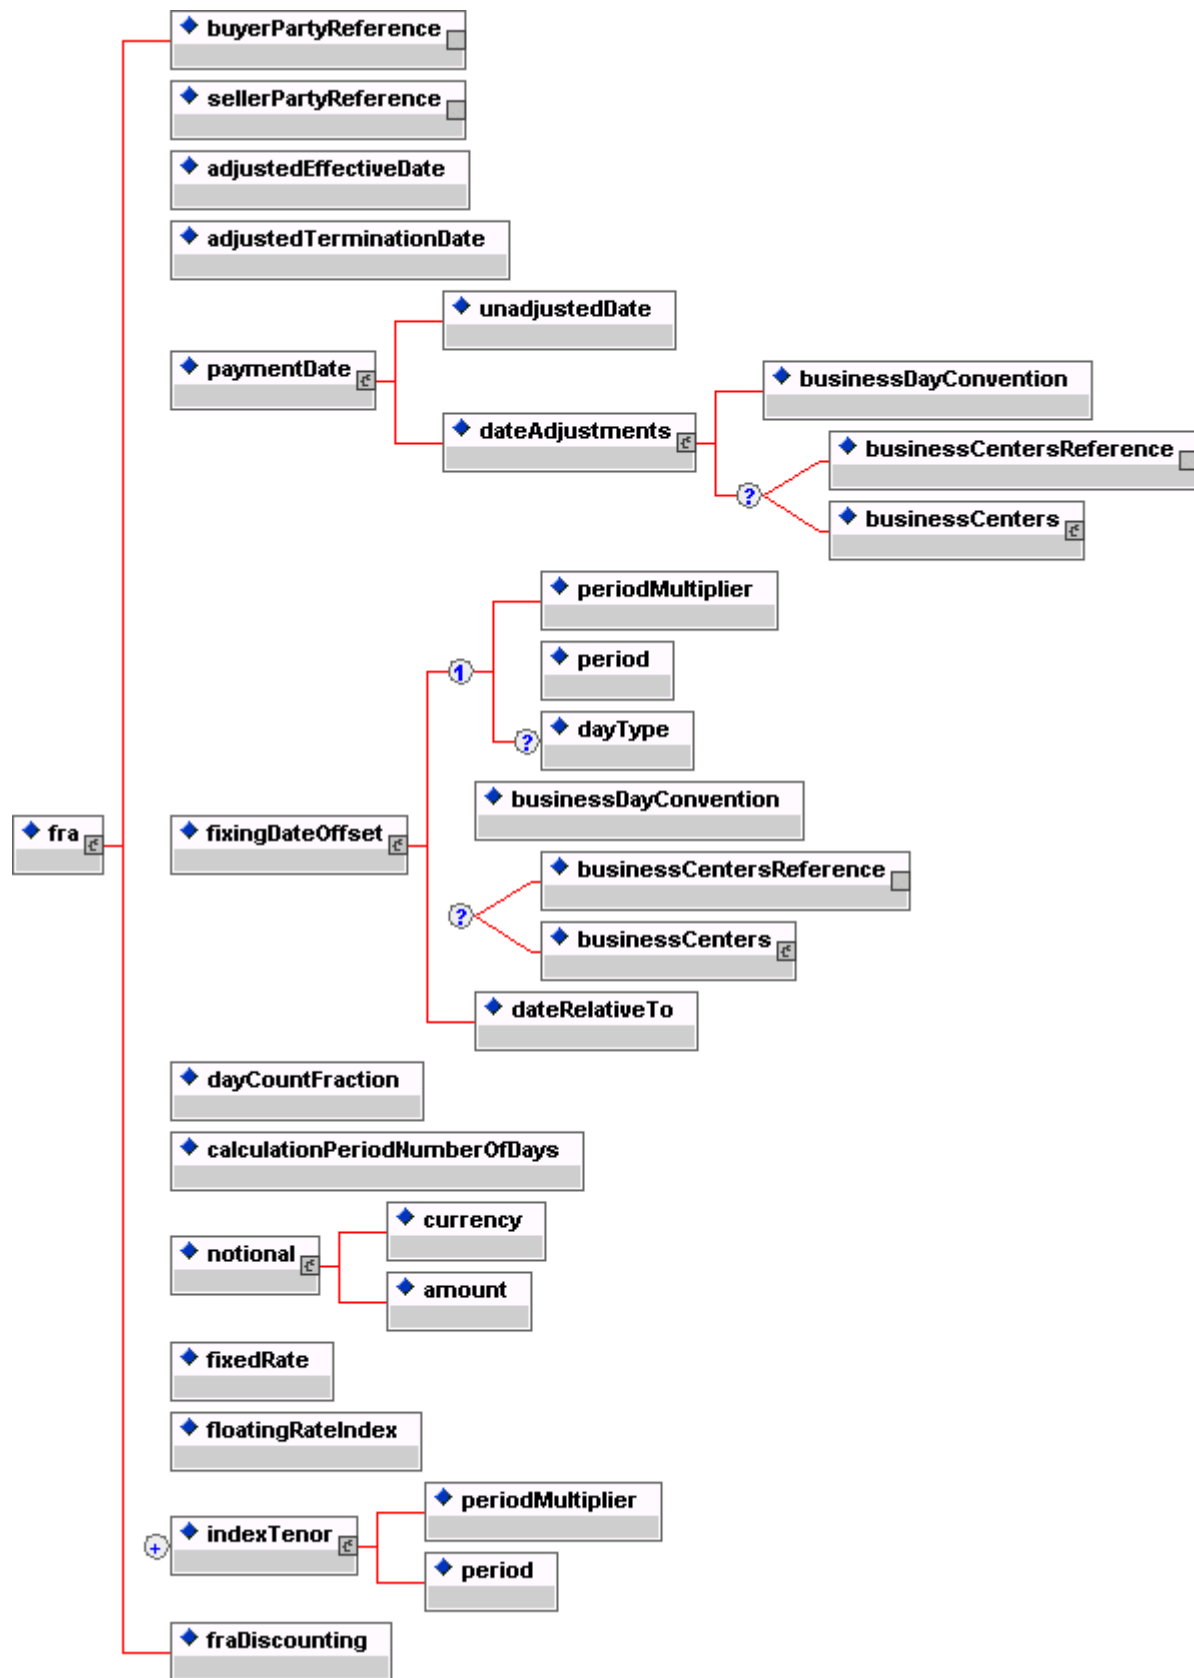 buyerPartyReference
sellerPartyReference
adjustedEffectiveDate
adjustedTerminationDate
unadjustedDate
paymentDate
businessDayConvention
dateAdjustments
businessCentersReference
?
businessCenters
periodMultiplier
period
1
dayType
?
businessDayConvention
fra
fixingDateOffset
businessCentersReference
?
businessCenters
dateRelativeTo
dayCountFraction
calculationPeriodNumberOfDays
currency
notional
amount
fixedRate
floatingRateIndex
periodMultiplier
+
indexTenor
period
fraDiscounting